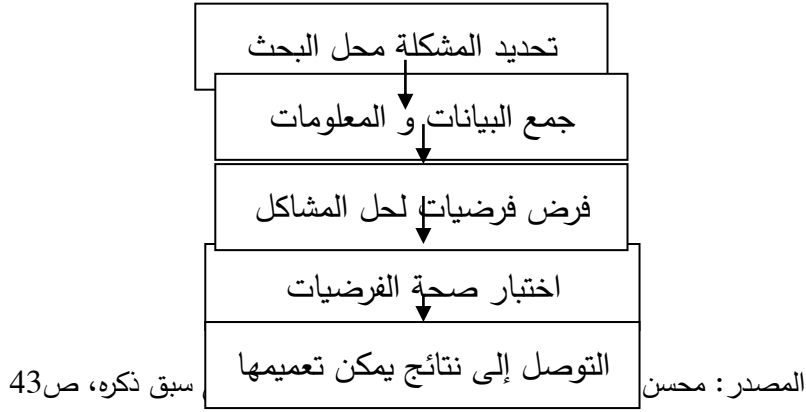 تحديد المشكلة محل البحث
جمع البيانات و المعلومات
فرض فرضيات لحل المشاكل
اختبار صحة الفرضيات
التوصل إلى نتائج يمكن تعميمها
المصدر: محسن سبق ذكره، ص43